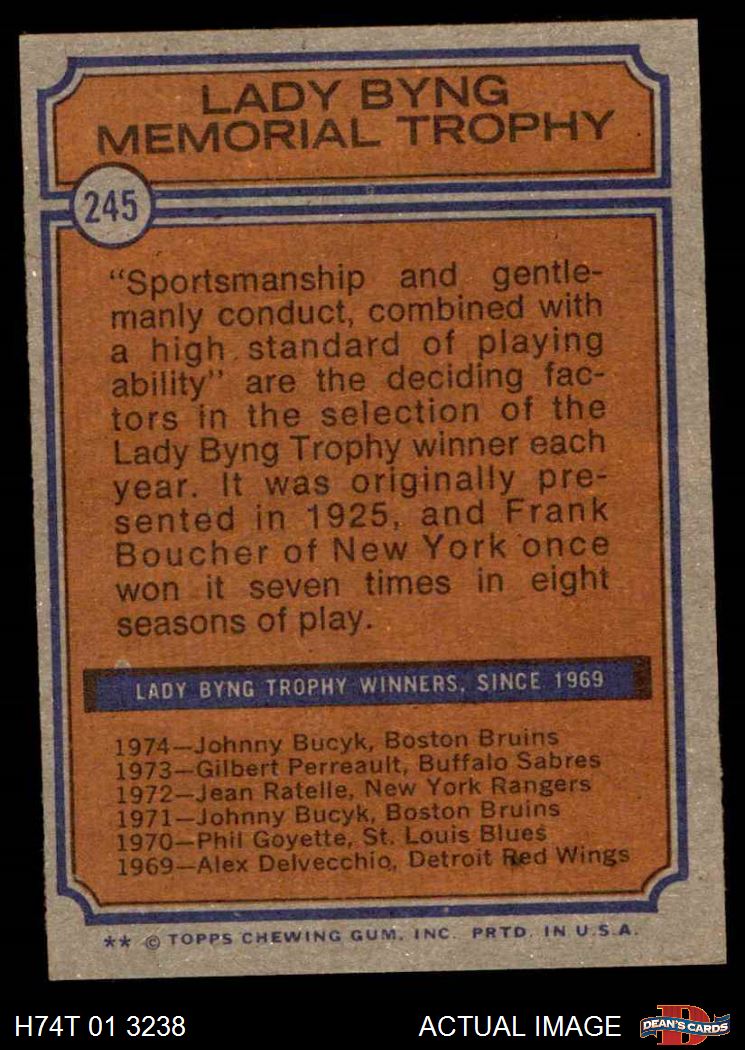 LADY BYNG
MEMORIAL TROPHY
245
“Sportsmanship and gentle-
manly conduct, combined with
a high standard of playing
ability” are the deciding fac-
tors in the selection of the
Lady Byng Trophy winner each
year. It was originally pre-
sented in 1925, and Frank
Boucher of New York once
won it seven times in eight
seasons of play.
LADY BYNG TROPHY WINNERS, SINCE 1969
1974—Johnny Bucyk, Boston Bruins
1973—Gilbert Perreault, Buffalo Sabres
1972—Jean Ratelle, New York Rangers
1971—Johnny Bucyk, Boston Bruins
1970—Phil Goyette, St. Louis Blues
1969—Alex Delvecchio, Detroit Red Wings
** © TOPPS CHEWING GUM, INC. PRTD. IN U.S.A.
H74T 01 3238 ACTUAL IMAGE D DEAN'S CARDS